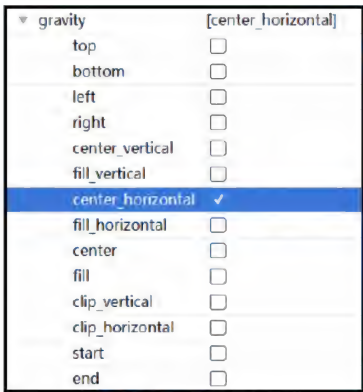 gravity [center_horizontal]
top
bottom
left
right
center_vertical
fill_vertical
center_horizontal
fill_horizontal
center
fill
clip_vertical
clip_horizontal
start
end